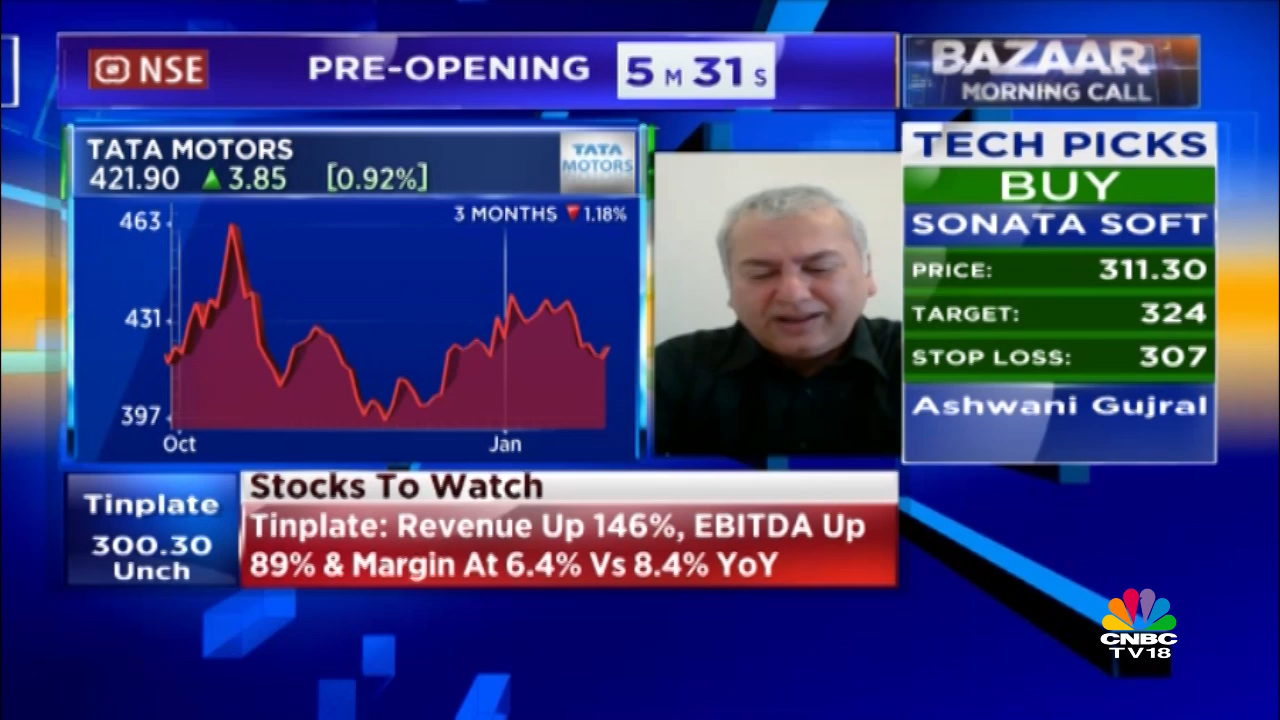 NSE
PRE-OPENING 5 M 31 S
BAZAAR
MORNING CALL
TATA MOTORS
421.90 ▲ 3.85 [0.92%]
TATA
MOTORS
3 MONTHS ▼ 1.18%
463
431
397
Oct Jan
TECH PICKS
BUY
SONATA SOFT
PRICE: 311.30
TARGET: 324
STOP LOSS: 307
Ashwani Gujral
Tinplate
300.30
Unch
Stocks To Watch
Tinplate: Revenue Up 146%, EBITDA Up
89% & Margin At 6.4% Vs 8.4% YoY
CNBC
TV18